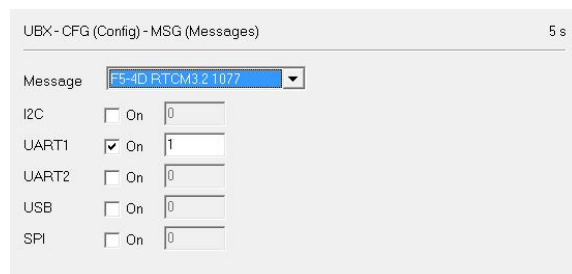 UBX - CFG (Config) - MSG (Messages) 5 s
Message F5-4D RTCM3.2 1077
I2C On 0
UART1 On 1
UART2 On 0
USB On 0
SPI On 0